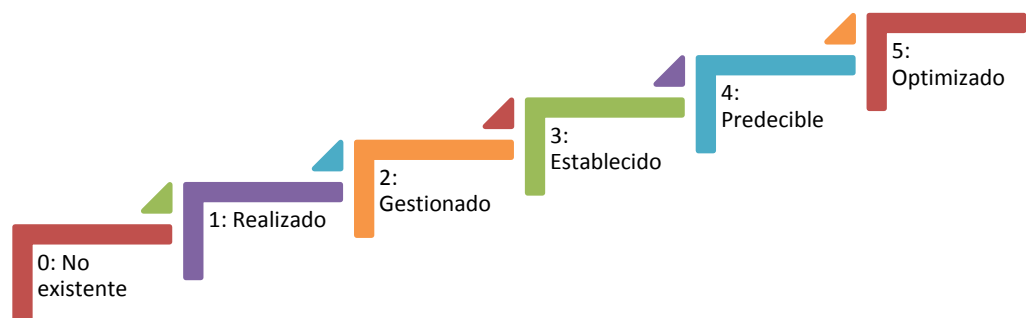 0: No
existente
1: Realizado
2:
Gestionado
3:
Establecido
4:
Predecible
5:
Optimizado